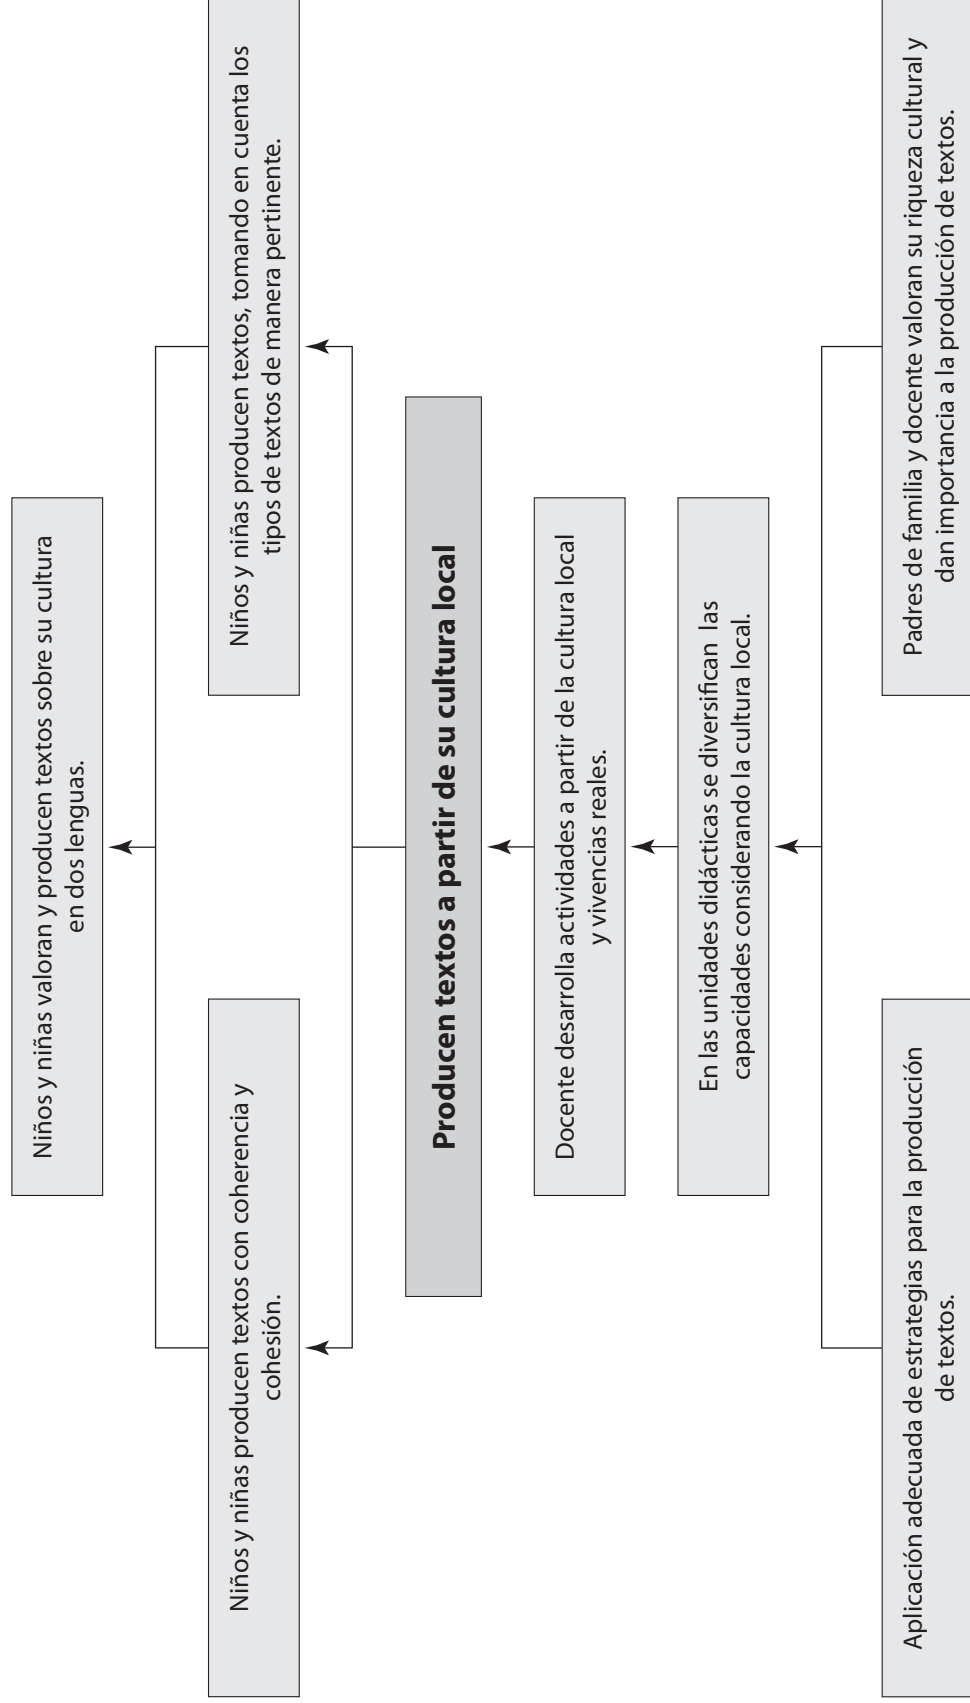 Niños y niñas valoran y producen textos sobre su cultura
en dos lenguas.
Niños y niñas producen textos con coherencia y
cohesión.
Niños y niñas producen textos, tomando en cuenta los
tipos de textos de manera pertinente.
Producen textos a partir de su cultura local
Docente desarrolla actividades a partir de la cultura local
y vivencias reales.
En las unidades didácticas se diversifican las
capacidades considerando la cultura local.
Aplicación adecuada de estrategias para la producción
de textos.
Padres de familia y docente valoran su riqueza cultural y
dan importancia a la producción de textos.